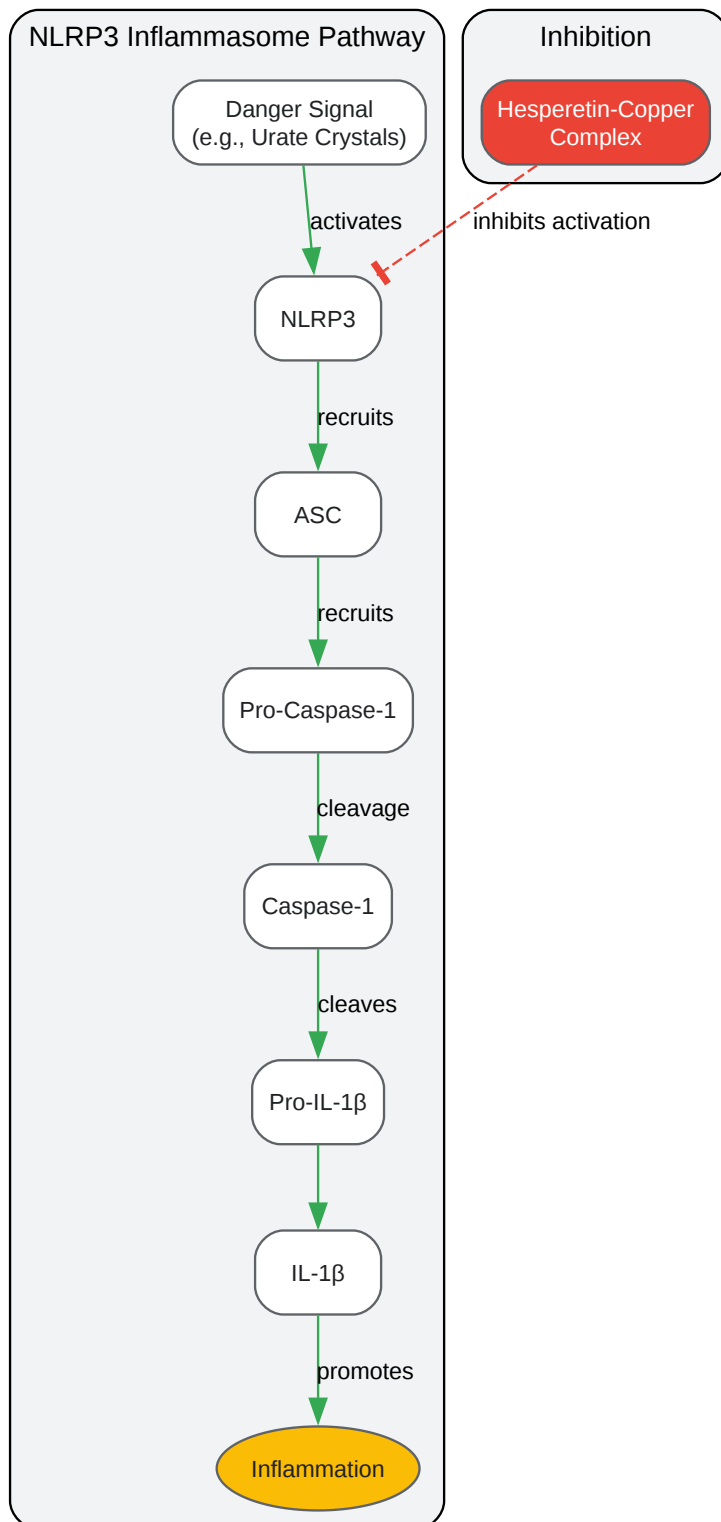 NLRP3 Inflammasome Pathway
Inhibition
Danger Signal
(e.g., Urate Crystals)
Hesperetin-Copper
Complex
activates
inhibits activation
NLRP3
recruits
ASC
recruits
Pro-Caspase-1
cleavage
Caspase-1
cleaves
Pro-IL-1β
IL-1β
promotes
Inflammation